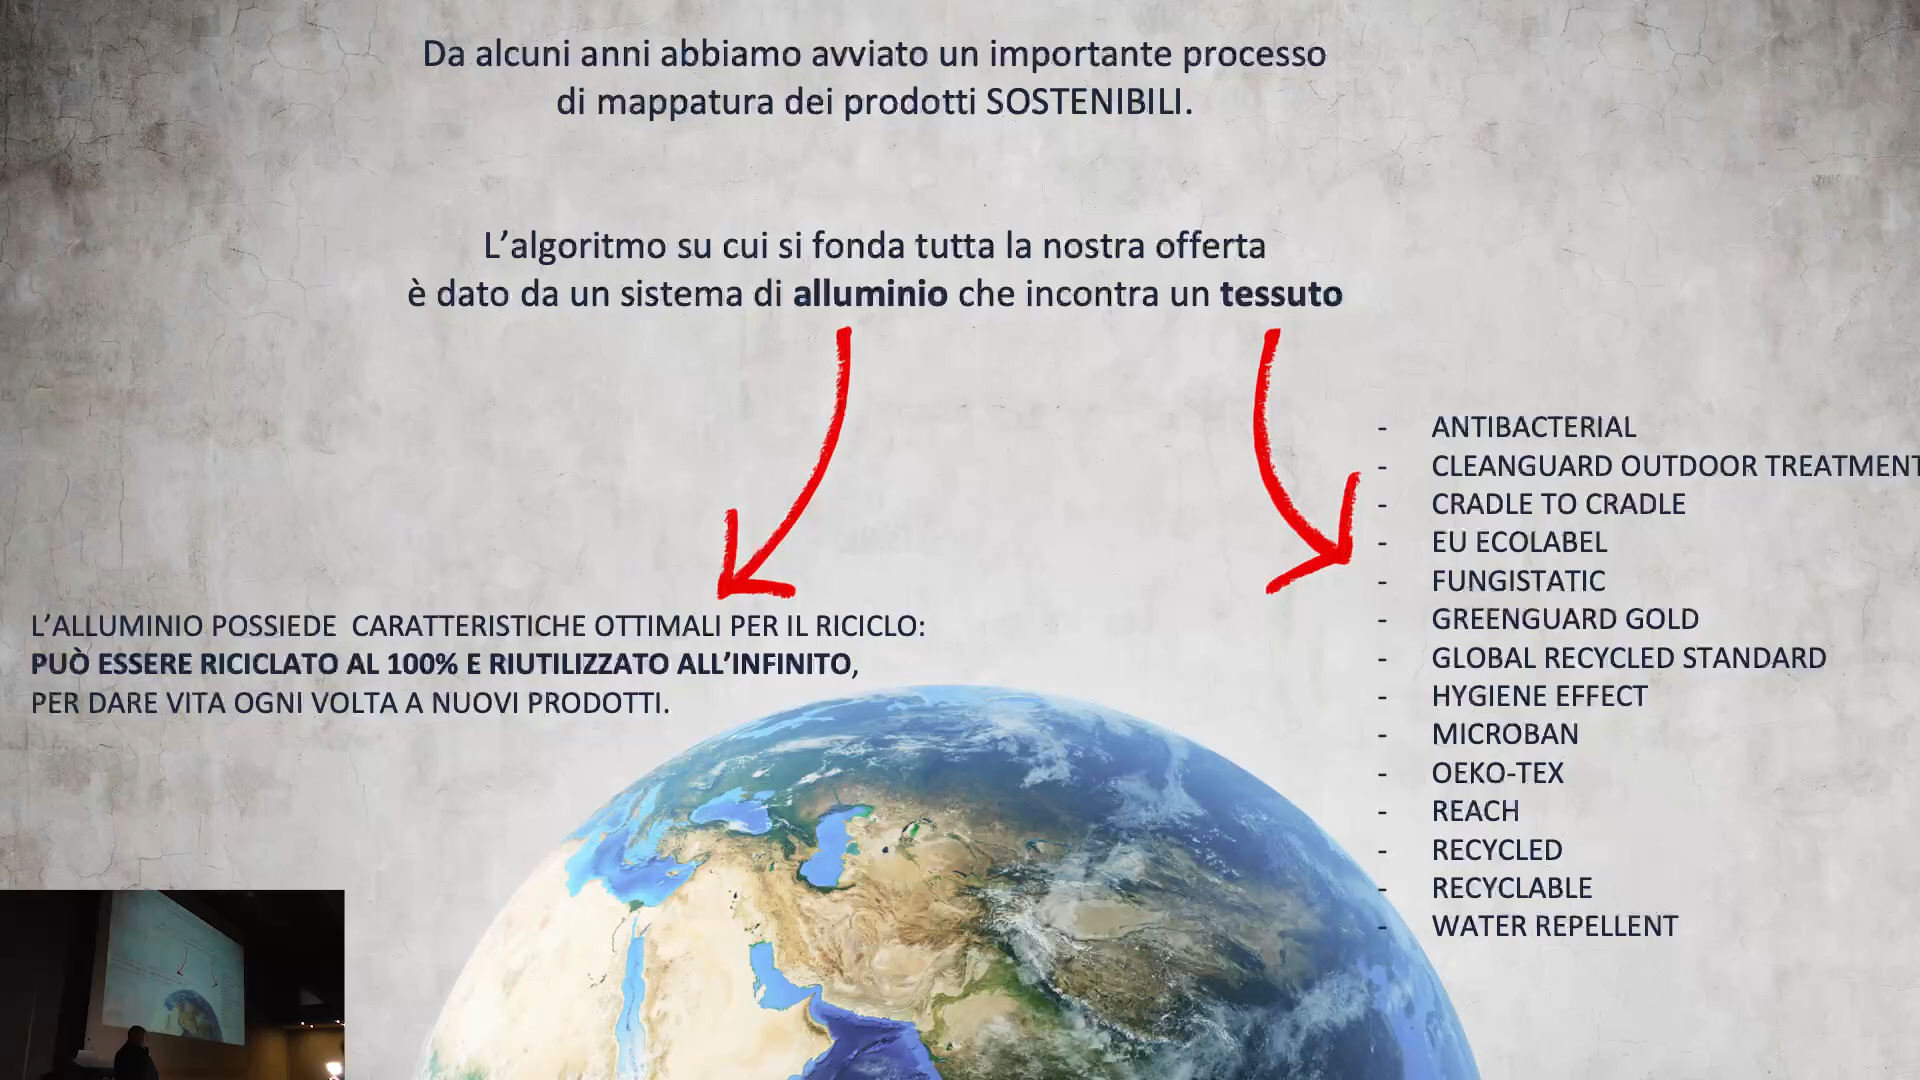 Da alcuni anni abbiamo avviato un importante processo
di mappatura dei prodotti SOSTENIBILI.
L’algoritmo su cui si fonda tutta la nostra offerta
è dato da un sistema di alluminio che incontra un tessuto
L’ALLUMINIO POSSIEDE  CARATTERISTICHE OTTIMALI PER IL RICICLO:
PUÒ ESSERE RICICLATO AL 100% E RIUTILIZZATO ALL’INFINITO,
PER DARE VITA OGNI VOLTA A NUOVI PRODOTTI.
- ANTIBACTERIAL
- CLEANGUARD OUTDOOR TREATMENT
- CRADLE TO CRADLE
- EU ECOLABEL
- FUNGISTATIC
- GREENGUARD GOLD
- GLOBAL RECYCLED STANDARD
- HYGIENE EFFECT
- MICROBAN
- OEKO-TEX
- REACH
- RECYCLED
- RECYCLABLE
- WATER REPELLENT